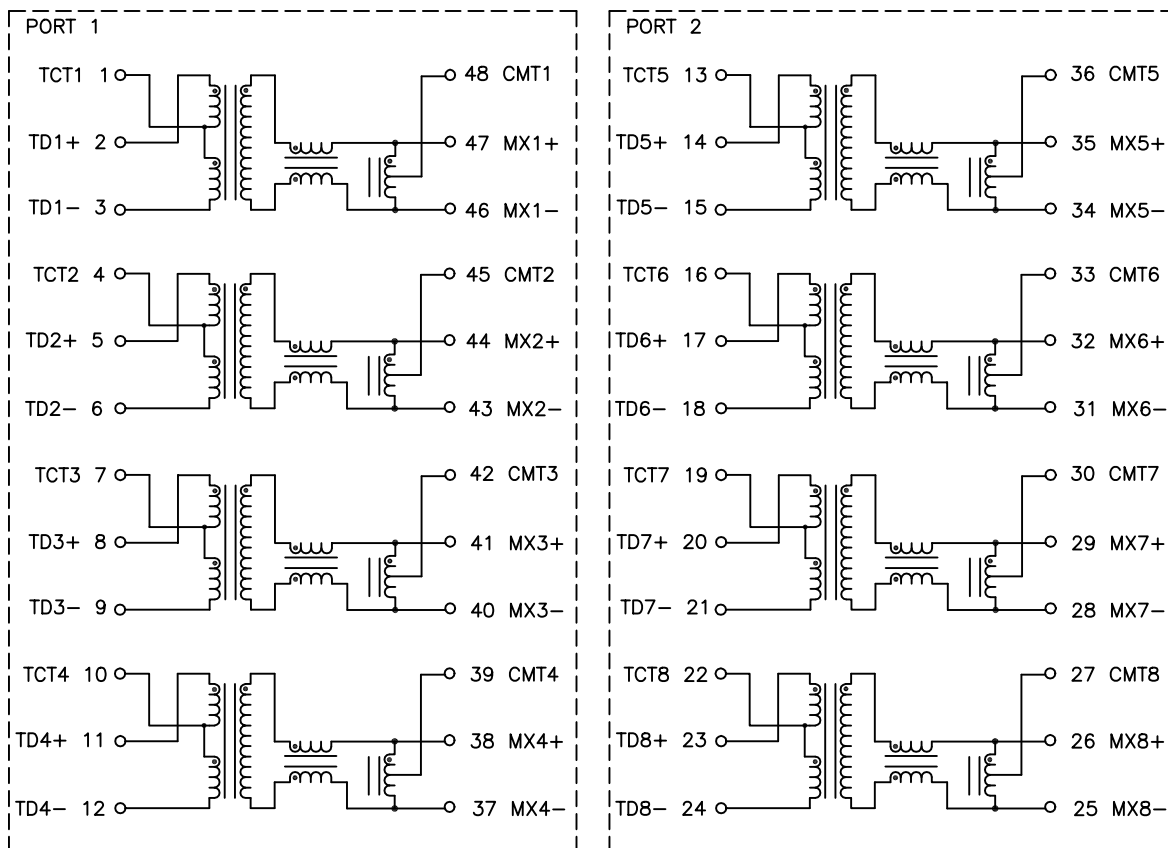 PORT 1
TCT1 1
48 CMT1
TD1+ 2
47 MX1+
TD1- 3
46 MX1-
TCT2 4
45 CMT2
TD2+ 5
44 MX2+
TD2- 6
43 MX2-
TCT3 7
42 CMT3
TD3+ 8
41 MX3+
TD3- 9
40 MX3-
TCT4 10
39 CMT4
TD4+ 11
38 MX4+
TD4- 12
37 MX4-
PORT 2
TCT5 13
36 CMT5
TD5+ 14
35 MX5+
TD5- 15
34 MX5-
TCT6 16
33 CMT6
TD6+ 17
32 MX6+
TD6- 18
31 MX6-
TCT7 19
30 CMT7
TD7+ 20
29 MX7+
TD7- 21
28 MX7-
TCT8 22
27 CMT8
TD8+ 23
26 MX8+
TD8- 24
25 MX8-